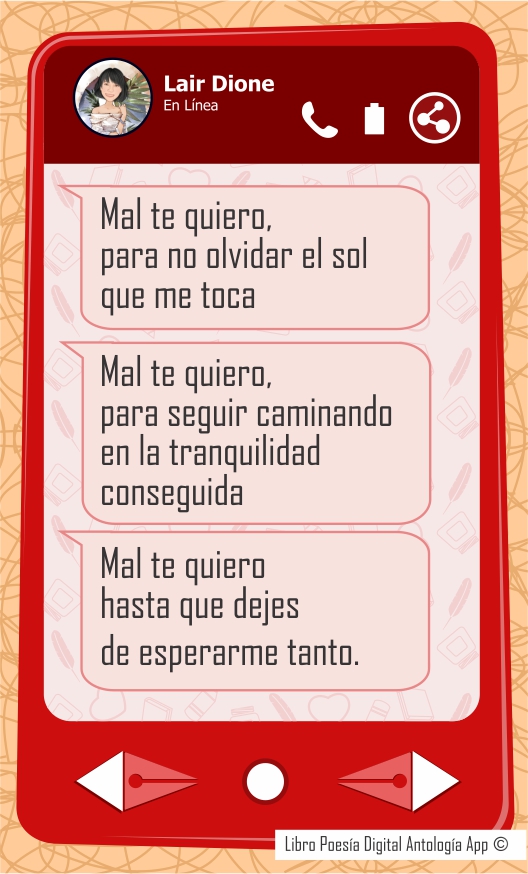 Lair Dione
En Línea
Mal te quiero,
para no olvidar el sol
que me toca
Mal te quiero,
para seguir caminando
en la tranquilidad
conseguida
Mal te quiero
hasta que dejes
de esperarme tanto.
Libro Poesía Digital Antología App ©